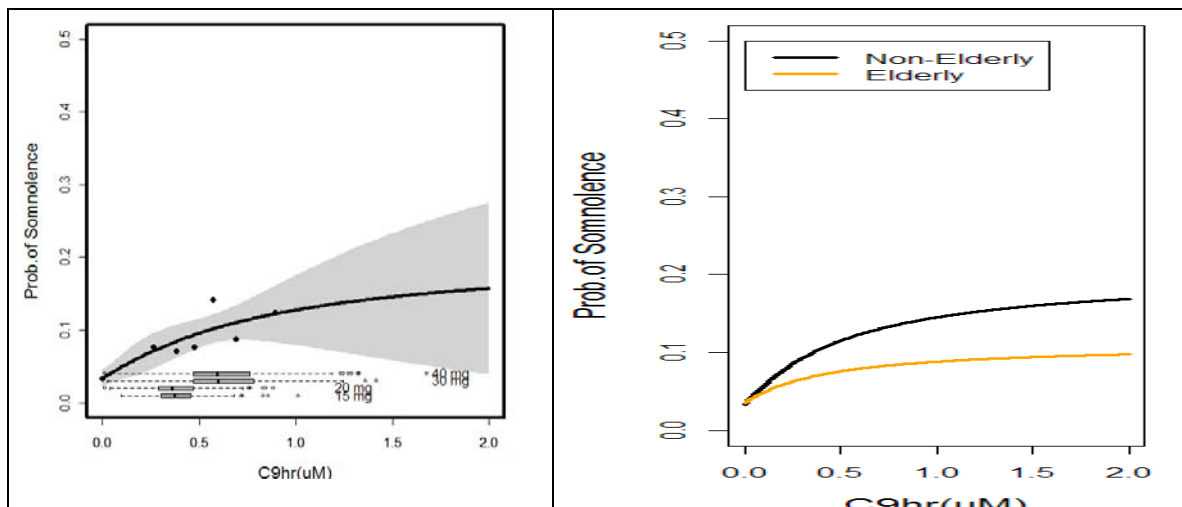 0.5
0.4
0.3
0.2
0.1
0.0
Prob.of Somnolence
40 mg
30 mg
20 mg
15 mg
0.0 0.5 1.0 1.5 2.0
C9hr(uM)
Non-Elderly
Elderly
0.5
0.4
0.3
0.2
0.1
0.0
Prob.of Somnolence
0.0 0.5 1.0 1.5 2.0
C9hr(uM)